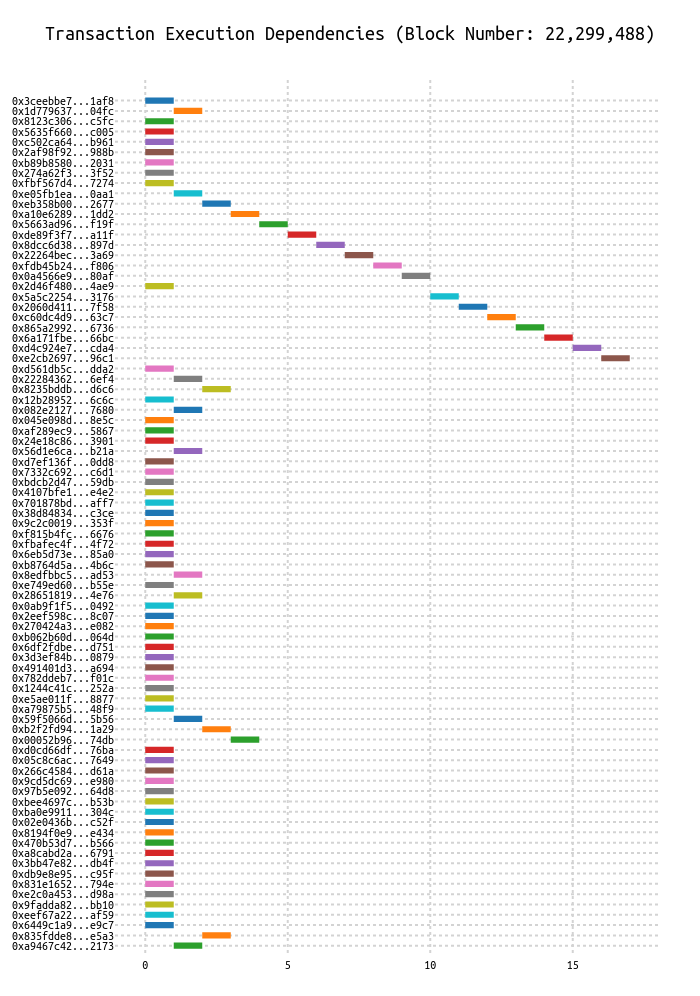 Transaction Execution Dependencies (Block Number: 22,299,488)
0x3ceebbe7...1af8
0x1d779637...04fc
0x8123c306...c5fc
0x5635f660...c005
0xc502ca64...b961
0x2af98f92...988b
0xb89b8580...2031
0x274a62f3...3f52
0xfbf567d4...7274
0xe05fb1ea...0aa1
0xeb358b00...2677
0xa10e6289...1dd2
0x5663ad96...f19f
0xde89f3f7...a11f
0x8dcc6d38...897d
0x22264bec...3a69
0xfdb45b24...f806
0x0a4566e9...80af
0x2d46f480...4ae9
0x5a5c2254...3176
0x2060d411...7f58
0xc60dc4d9...63c7
0x865a2992...6736
0x6a171fbe...66bc
0xd4c924e7...cda4
0xe2cb2697...96c1
0xd561db5c...dda2
0x22284362...6ef4
0x8235bddb...d6c6
0x12b28952...6c6c
0x082e2127...7680
0x045e098d...8e5c
0xaf289ec9...5867
0x24e18c86...3901
0x56d1e6ca...b21a
0xd7ef136f...0dd8
0x7332c692...c6d1
0xbdcb2d47...59db
0x4107bfe1...e4e2
0x701878bd...aff7
0x38d84834...c3ce
0x9c2c0019...353f
0xf815b4fc...6676
0xfbafec4f...4f72
0x6eb5d73e...85a0
0xb8764d5a...4b6c
0x8edfbbc5...ad53
0xe749ed60...b55e
0x28651819...4e76
0x0ab9f1f5...0492
0x2eef598c...8c07
0x270424a3...e082
0xb062b60d...064d
0x6df2fdbe...d751
0x3d3ef84b...0879
0x491401d3...a694
0x782ddeb7...f01c
0x1244c41c...252a
0xe5ae011f...8877
0xa79875b5...48f9
0x59f5066d...5b56
0xb2f2fd94...1a29
0x00052b96...74db
0xd0cd66df...76ba
0x05c8c6ac...7649
0x266c4584...d61a
0x9cd5dc69...e980
0x97b5e092...64d8
0xbee4697c...b53b
0xba0e9911...304c
0x02e0436b...c52f
0x8194f0e9...e434
0x470b53d7...b566
0xa8cabd2a...6791
0x3bb47e82...db4f
0xdb9e8e95...c95f
0x831e1652...794e
0xe2c0a453...d98a
0x9fadda82...bb10
0xeef67a22...af59
0x6449c1a9...e9c7
0x835fdde8...e5a3
0xa9467c42...2173
0 5 10 15